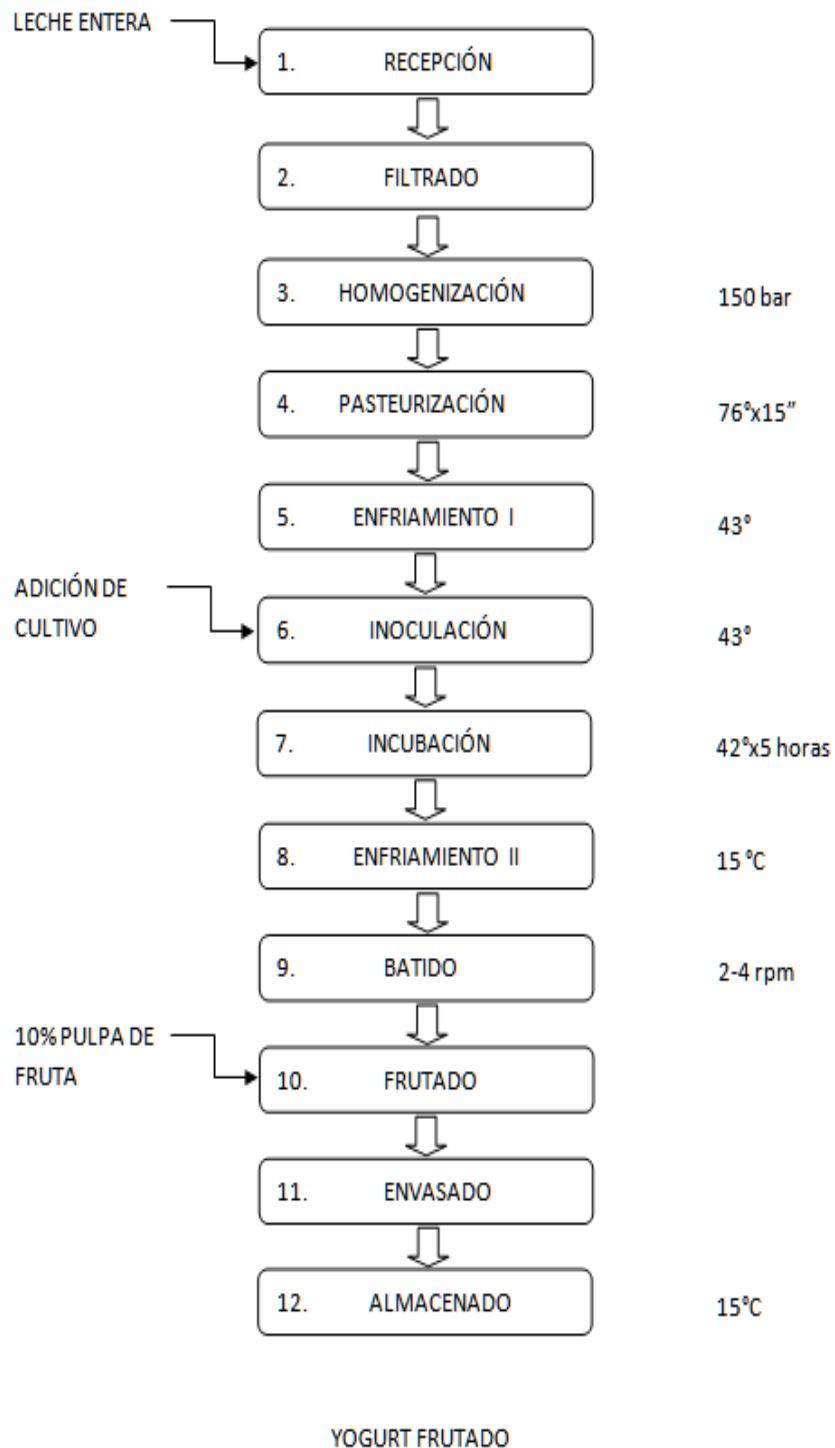 LECHE ENTERA
1. RECEPCIÓN
2. FILTRADO
3. HOMOGENIZACIÓN
150 bar
4. PASTEURIZACIÓN
76°x15”
5. ENFRIAMIENTO I
43°
ADICIÓN DE
CULTIVO
6. INOCULACIÓN
43°
7. INCUBACIÓN
42°x5 horas
8. ENFRIAMIENTO II
15 °C
9. BATIDO
2-4 rpm
10% PULPA DE
FRUTA
10. FRUTADO
11. ENVASADO
12. ALMACENADO
15°C
YOGURT FRUTADO